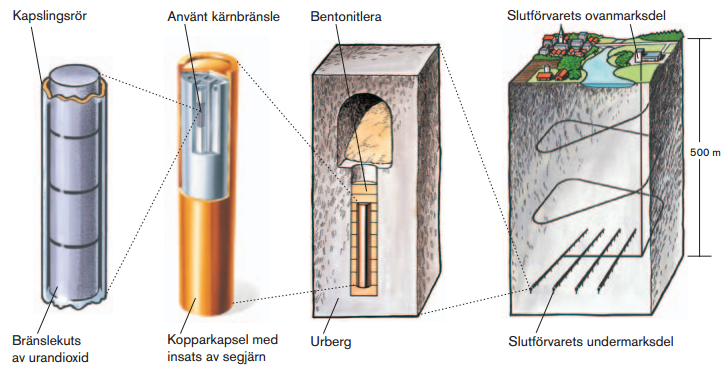 Kapslingsrör
Använt kärnbränsle
Bentonitlera
Slutförvarets ovanmarksdel
500 m
Bränslekuts
av urandioxid
Kopparkapsel med
insats av segjärn
Urberg
Slutförvarets undermarksdel